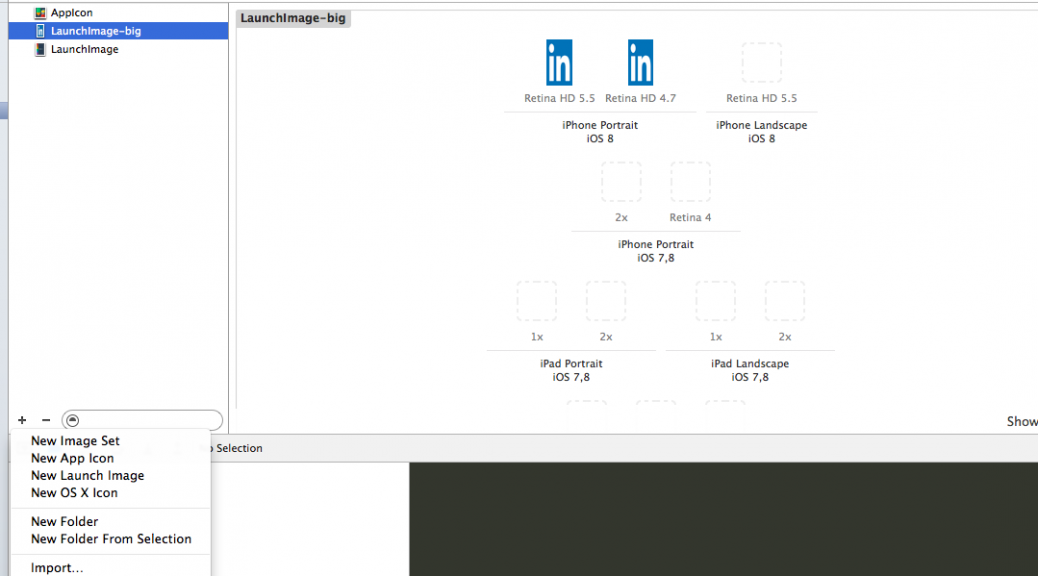 AppIcon
LaunchImage-big
LaunchImage
LaunchImage-big
in in
Retina HD 5.5 Retina HD 4.7 Retina HD 5.5
iPhone Portrait iPhone Landscape
iOS 8 iOS 8
2x Retina 4
iPhone Portrait
iOS 7,8
1x 2x 1x 2x
iPad Portrait iPad Landscape
iOS 7,8 iOS 7,8
+ −
Show
New Image Set
New App Icon
New Launch Image
New OS X Icon
New Folder
New Folder From Selection
Import...
Selection